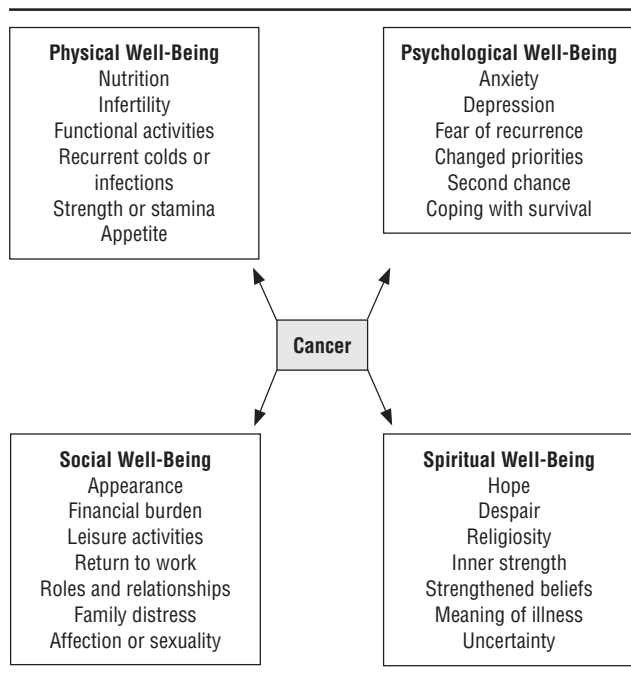 Physical Well-Being
Nutrition
Infertility
Functional activities
Recurrent colds or
infections
Strength or stamina
Appetite
Psychological Well-Being
Anxiety
Depression
Fear of recurrence
Changed priorities
Second chance
Coping with survival
Cancer
Social Well-Being
Appearance
Financial burden
Leisure activities
Return to work
Roles and relationships
Family distress
Affection or sexuality
Spiritual Well-Being
Hope
Despair
Religiosity
Inner strength
Strengthened beliefs
Meaning of illness
Uncertainty